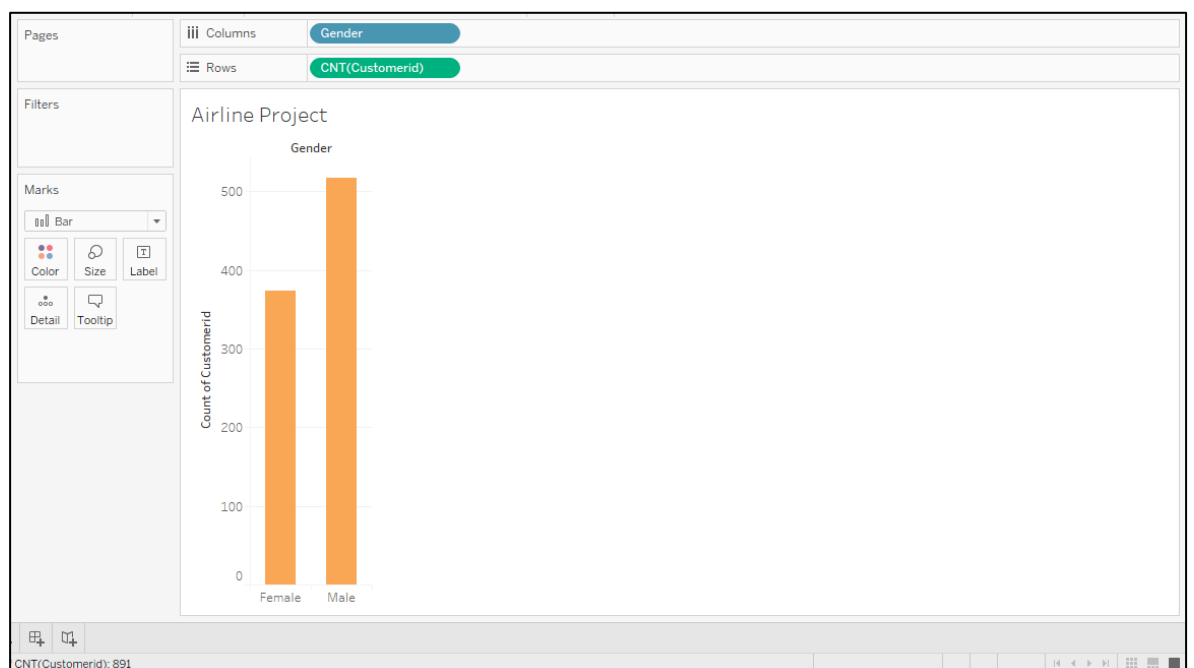 Pages
Columns
Gender
Rows
CNT(Customerid)
Filters
Marks
Bar
Color
Size
T
Label
Detail
Tooltip
Airline Project
Gender
500
400
300
200
100
0
Count of Customerid
Female
Male
CNT(Customerid): 891